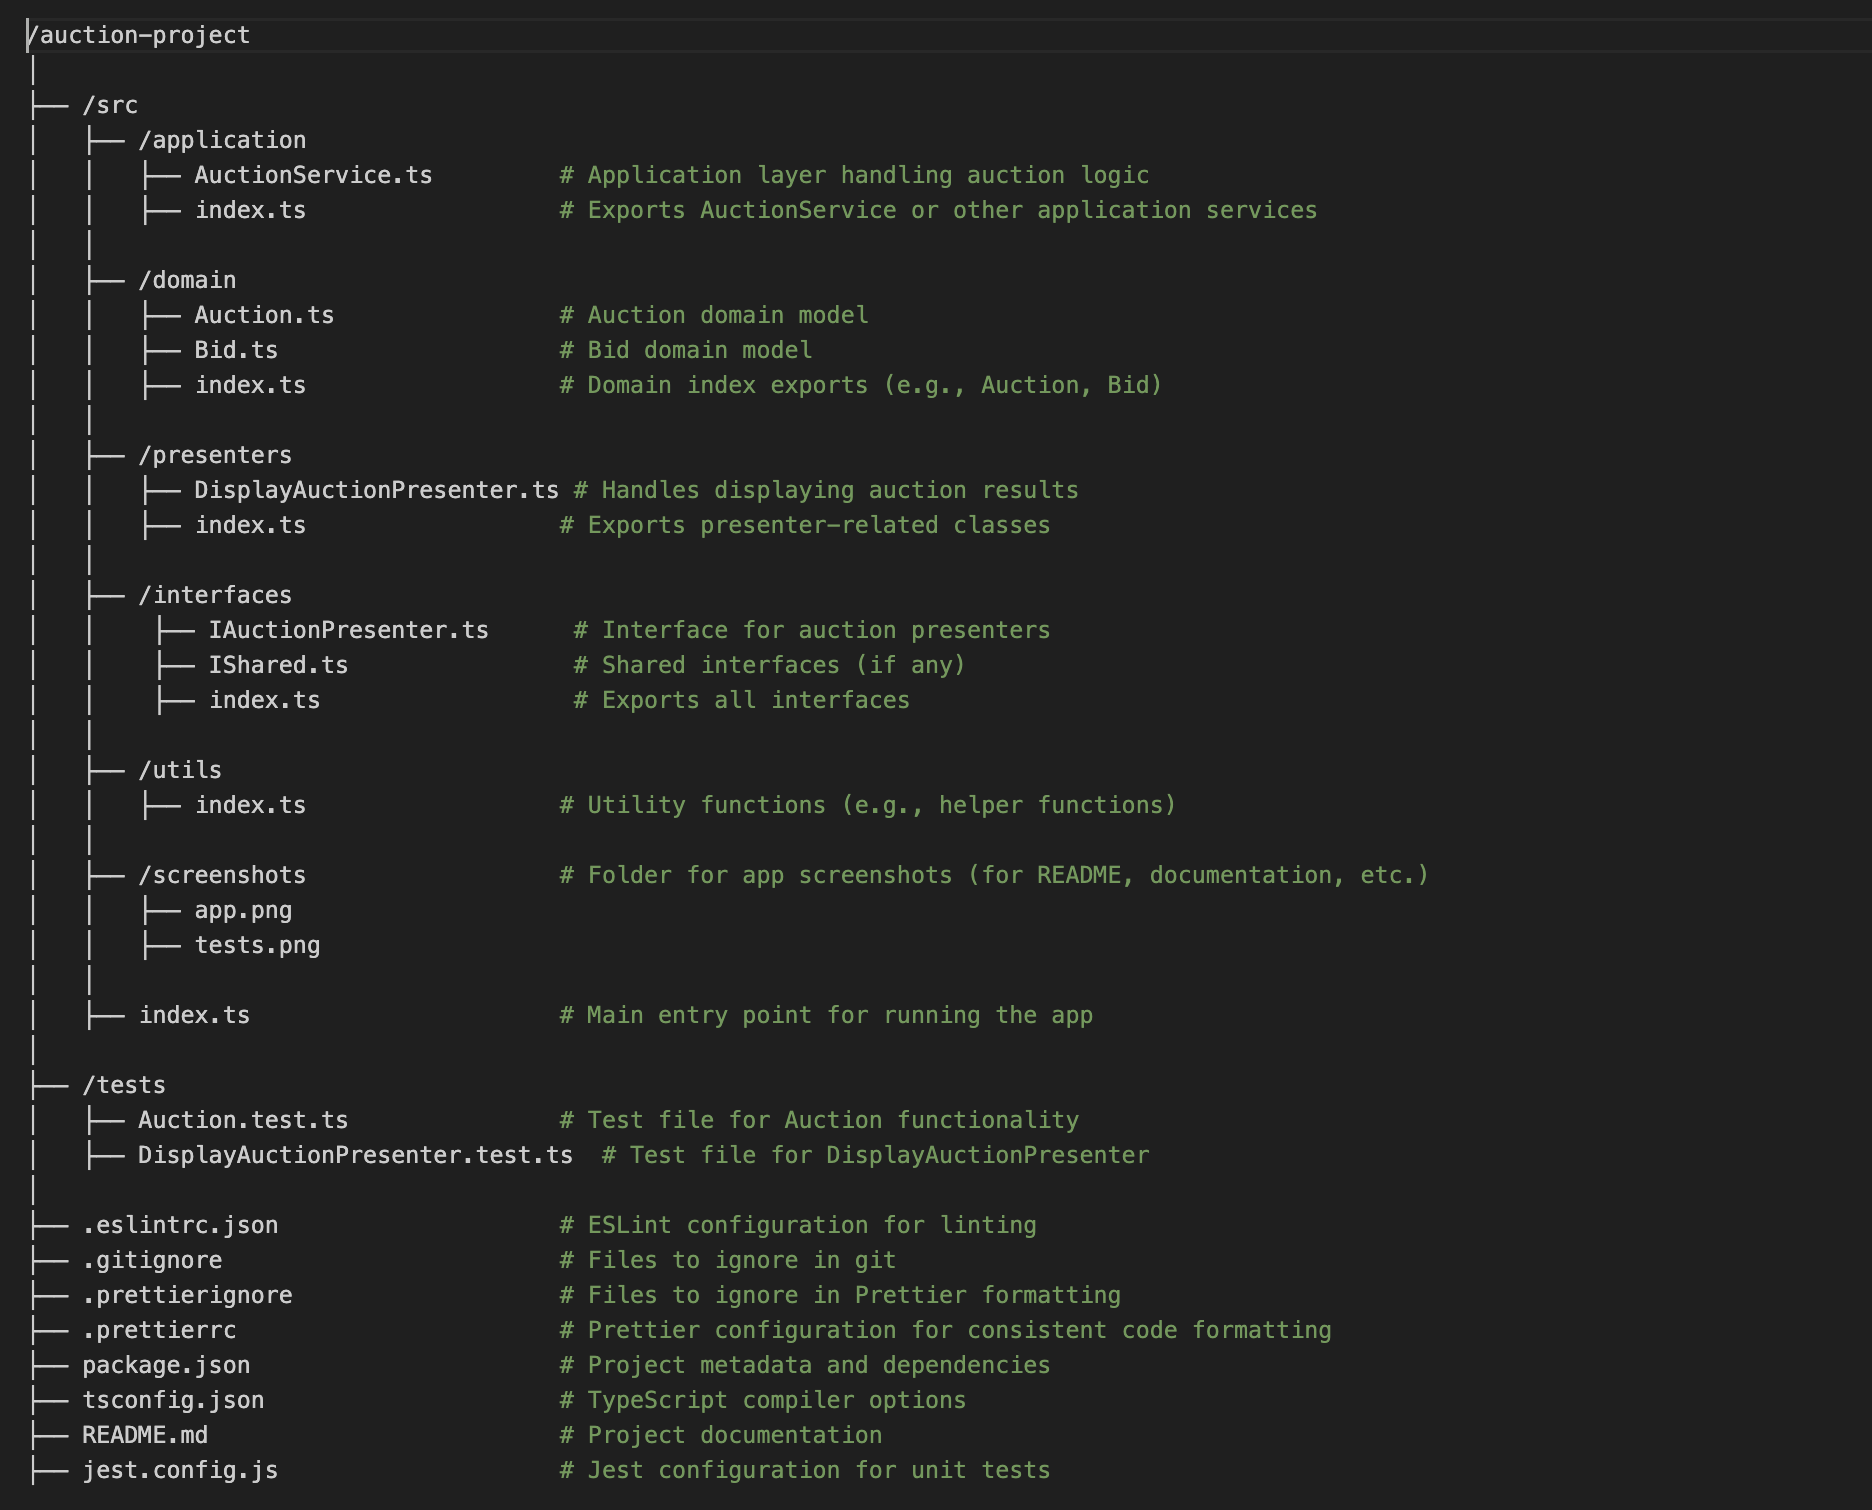 /auction-project
│
├── /src
│   ├── /application
│   │   ├── AuctionService.ts         # Application layer handling auction logic
│   │   ├── index.ts                  # Exports AuctionService or other application services
│   │
│   ├── /domain
│   │   ├── Auction.ts                # Auction domain model
│   │   ├── Bid.ts                    # Bid domain model
│   │   ├── index.ts                  # Domain index exports (e.g., Auction, Bid)
│   │
│   ├── /presenters
│   │   ├── DisplayAuctionPresenter.ts # Handles displaying auction results
│   │   ├── index.ts                  # Exports presenter-related classes
│   │
│   ├── /interfaces
│   │    ├── IAuctionPresenter.ts      # Interface for auction presenters
│   │    ├── IShared.ts                # Shared interfaces (if any)
│   │    ├── index.ts                  # Exports all interfaces
│   │
│   ├── /utils
│   │   ├── index.ts                  # Utility functions (e.g., helper functions)
│   │
│   ├── /screenshots                  # Folder for app screenshots (for README, documentation, etc.)
│   │   ├── app.png
│   │   ├── tests.png
│   │
│   ├── index.ts                      # Main entry point for running the app
│
├── /tests
│   ├── Auction.test.ts               # Test file for Auction functionality
│   ├── DisplayAuctionPresenter.test.ts  # Test file for DisplayAuctionPresenter
│
├── .eslintrc.json                    # ESLint configuration for linting
├── .gitignore                        # Files to ignore in git
├── .prettierignore                   # Files to ignore in Prettier formatting
├── .prettierrc                       # Prettier configuration for consistent code formatting
├── package.json                      # Project metadata and dependencies
├── tsconfig.json                     # TypeScript compiler options
├── README.md                         # Project documentation
├── jest.config.js                    # Jest configuration for unit tests